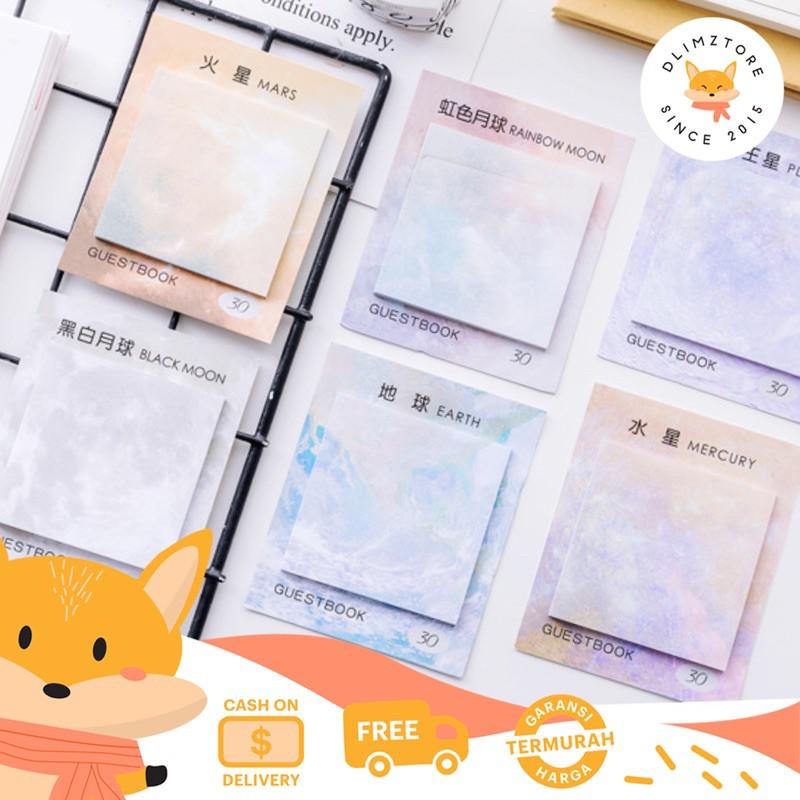 onditions apply.
火 星 MARS
GUESTBOOK
30
虹色月球 RAINBOW MOON
GUESTBOOK
30
王星
GUESTBOOK
30
黑白月球 BLACK MOON
地 球 EARTH
GUESTBOOK
30
水 星 MERCURY
GUESTBOOK
30
DLIMZTORE
SINCE 2015
CASH ON
$
DELIVERY
FREE
GARANSI
TERMURAH
HARGA